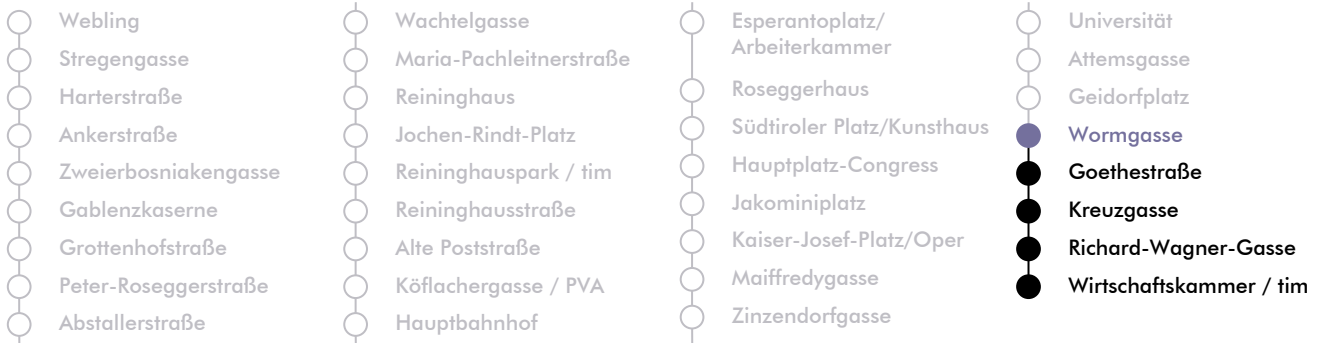 Webling
Stregengasse
Harterstraße
Ankerstraße
Zweierbosniakengasse
Gablenzkaserne
Grottenhofstraße
Peter-Roseggerstraße
Abstallerstraße
Wachtelgasse
Maria-Pachleitnerstraße
Reininghaus
Jochen-Rindt-Platz
Reininghauspark / tim
Reininghausstraße
Alte Poststraße
Köflachergasse / PVA
Hauptbahnhof
Esperantoplatz/
Arbeiterkammer
Roseggerhaus
Südtiroler Platz/Kunsthaus
Hauptplatz-Congress
Jakominiplatz
Kaiser-Josef-Platz/Oper
Maiffredygasse
Zinzendorfgasse
Universität
Attemsgasse
Geidorfplatz
Wormgasse
Goethestraße
Kreuzgasse
Richard-Wagner-Gasse
Wirtschaftskammer / tim